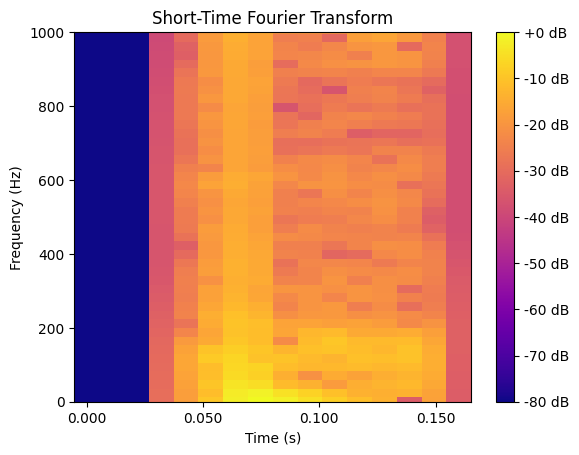 Short-Time Fourier Transform
1000
800
600
400
200
0
Frequency (Hz)
0.000
0.050
0.100
0.150
Time (s)
+0 dB
-10 dB
-20 dB
-30 dB
-40 dB
-50 dB
-60 dB
-70 dB
-80 dB